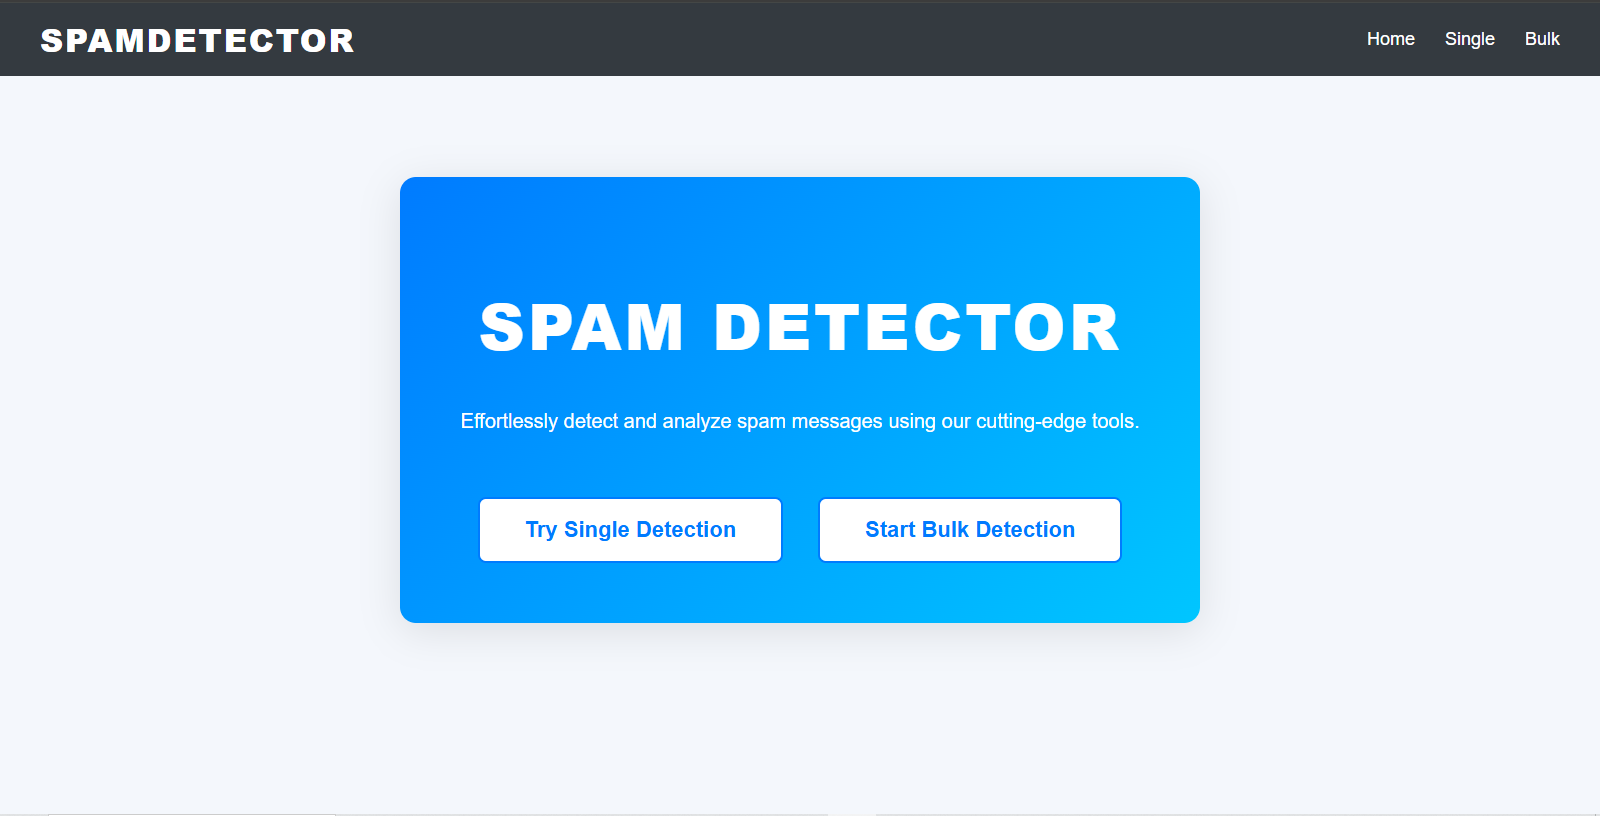 SPAMDETECTOR
Home Single Bulk
SPAM DETECTOR
Effortlessly detect and analyze spam messages using our cutting-edge tools.
Try Single Detection
Start Bulk Detection